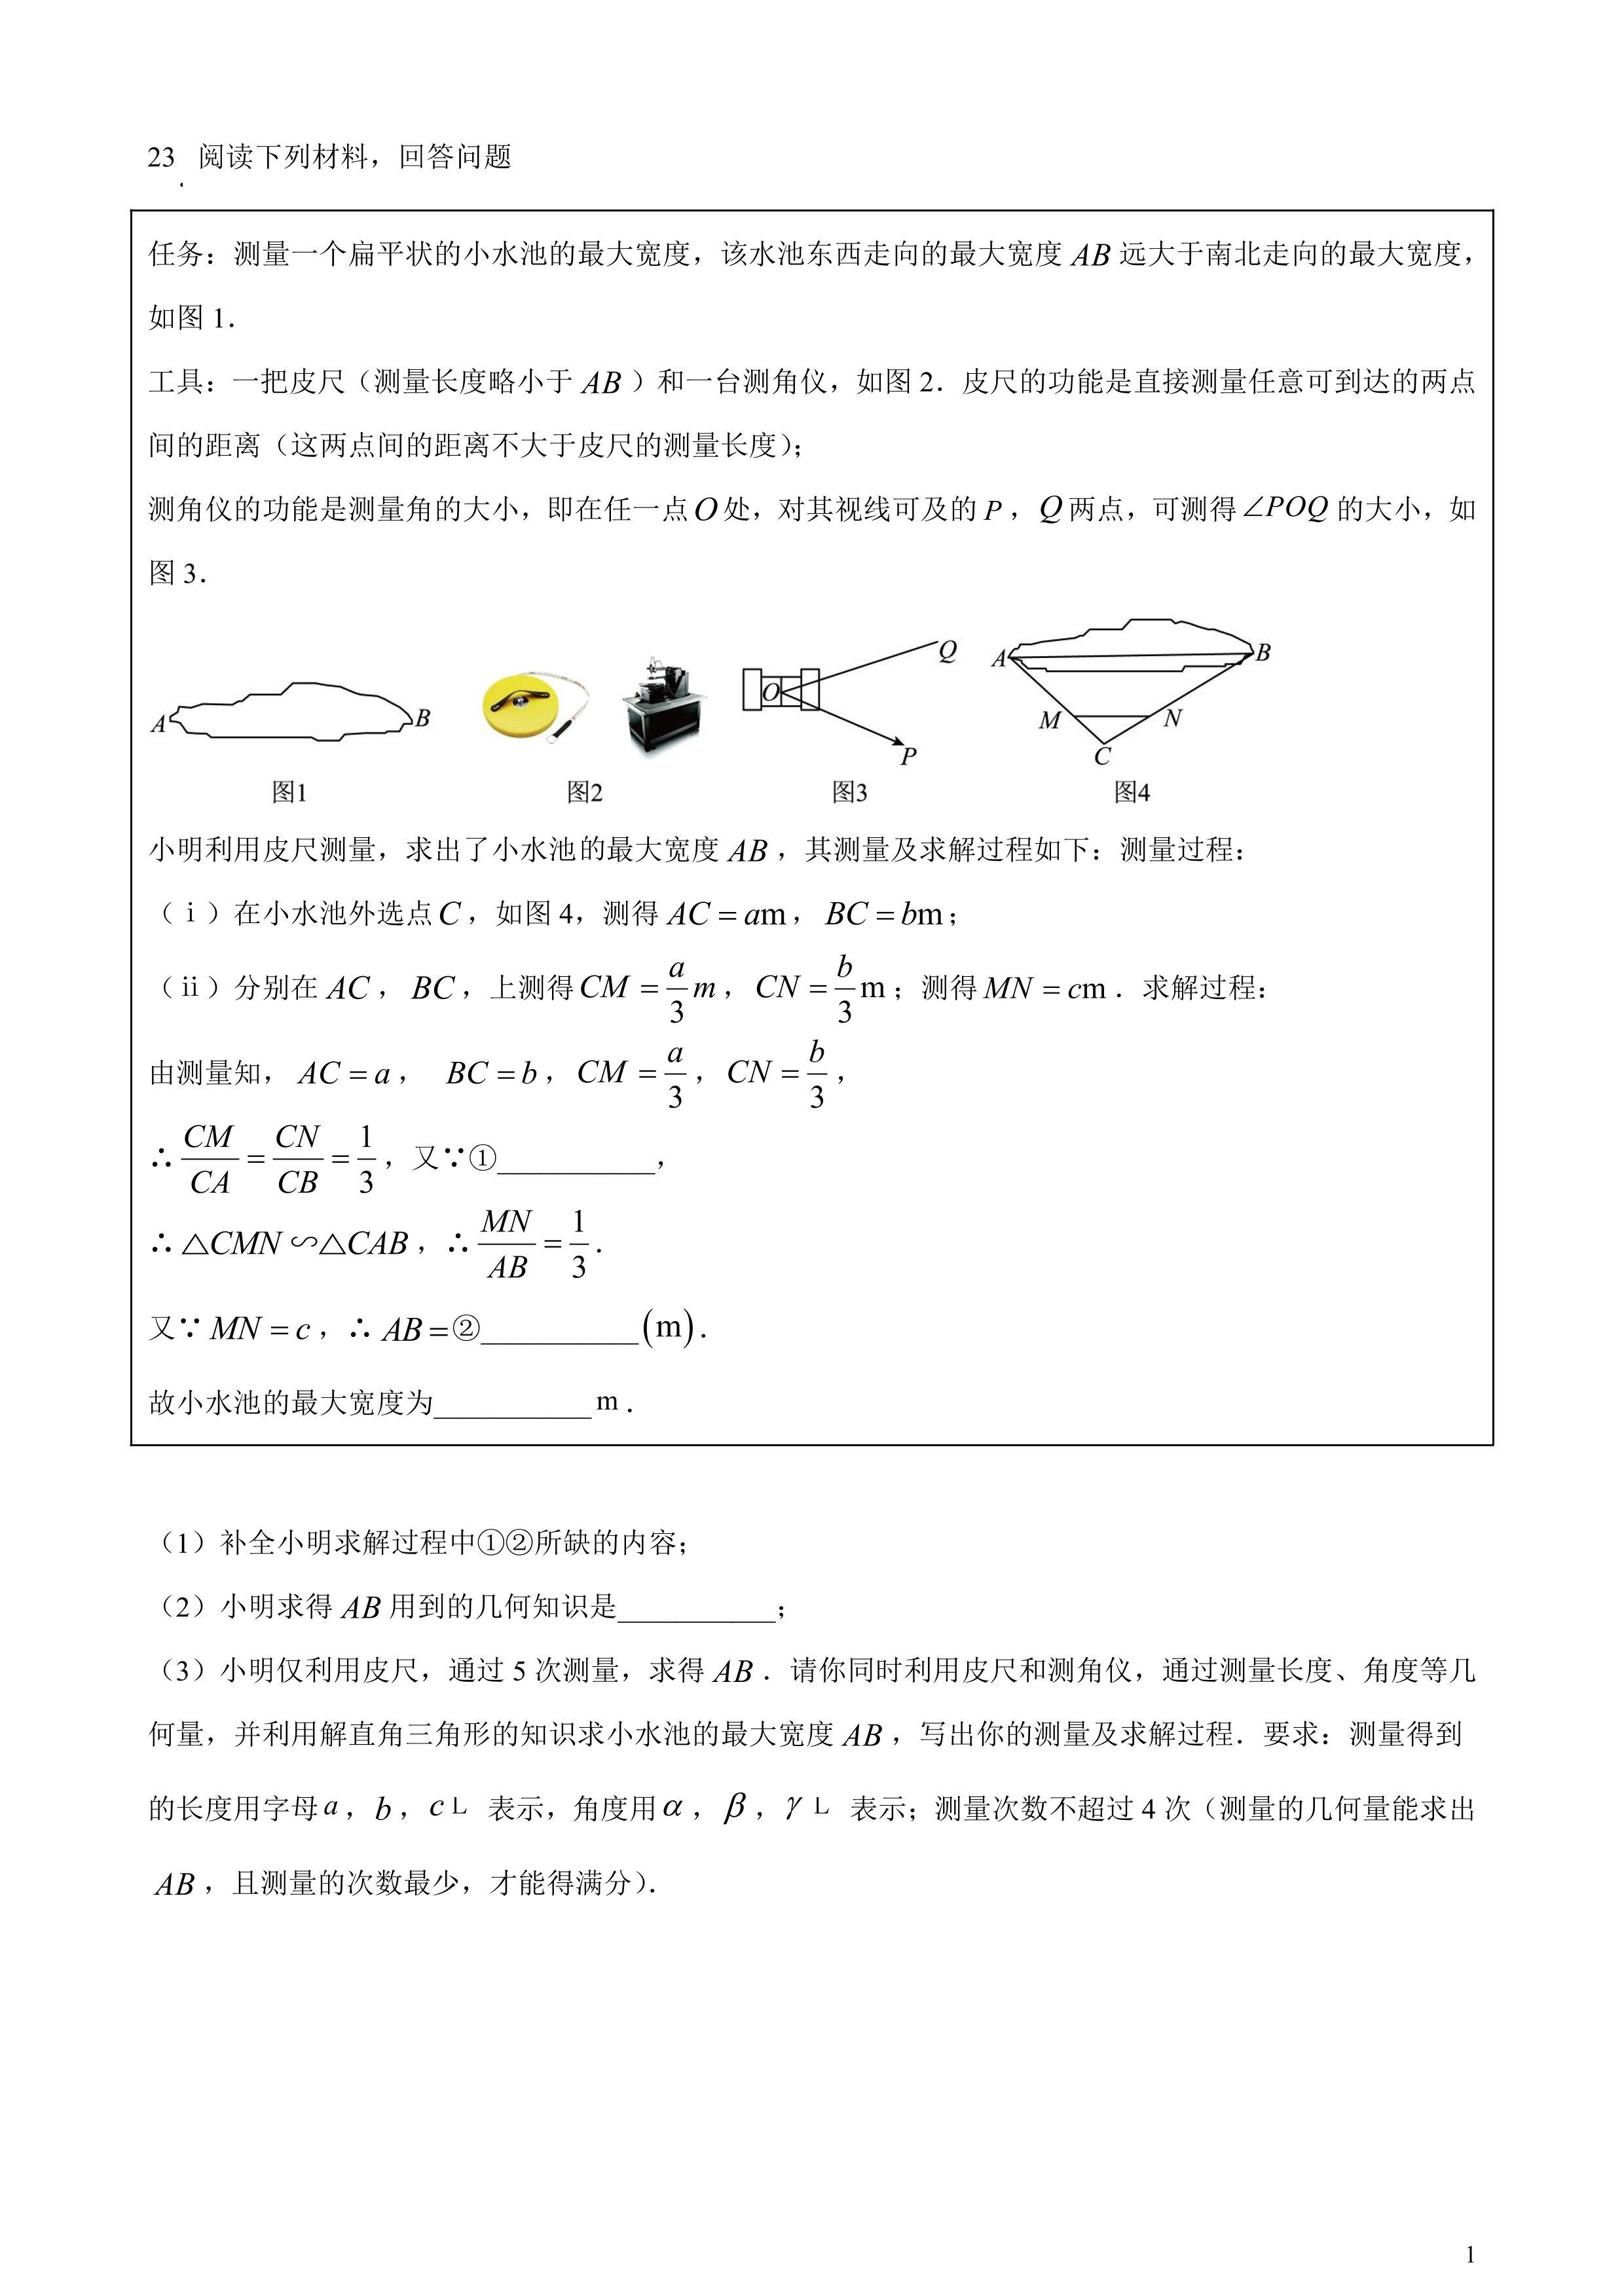 23 阅读下列材料，回答问题
.
任务：测量一个扁平状的小水池的最大宽度，该水池东西走向的最大宽度 AB 远大于南北走向的最大宽度，
如图 1．
工具：一把皮尺（测量长度略小于 AB ）和一台测角仪，如图 2．皮尺的功能是直接测量任意可到达的两点
间的距离（这两点间的距离不大于皮尺的测量长度）；
测角仪的功能是测量角的大小，即在任一点 O 处，对其视线可及的 P ，Q 两点，可测得 ∠POQ 的大小，如
图 3．
A B
图1
图2
O Q P
图3
A B M N C
图4
小明利用皮尺测量，求出了小水池的最大宽度 AB ，其测量及求解过程如下：测量过程：
（ⅰ）在小水池外选点 C ，如图 4，测得 AC = am ， BC = bm ；
（ⅱ）分别在 AC ， BC ，上测得 CM = a/3 m ， CN = b/3 m ；测得 MN = cm ．求解过程：
由测量知， AC = a ， BC = b ， CM = a/3 ， CN = b/3 ，
∴ CM/CA = CN/CB = 1/3 ，又∵①___________，
∴ △CMN ∽△CAB ，∴ MN/AB = 1/3 ．
又∵ MN = c ，∴ AB = ②___________(m)．
故小水池的最大宽度为___________m．
（1）补全小明求解过程中①②所缺的内容；
（2）小明求得 AB 用到的几何知识是___________；
（3）小明仅利用皮尺，通过 5 次测量，求得 AB ．请你同时利用皮尺和测角仪，通过测量长度、角度等几
何量，并利用解直角三角形的知识求小水池的最大宽度 AB ，写出你的测量及求解过程．要求：测量得到
的长度用字母 a ，b ，c L 表示，角度用 α ，β ，γ L 表示；测量次数不超过 4 次（测量的几何量能求出
AB ，且测量的次数最少，才能得满分）．
1